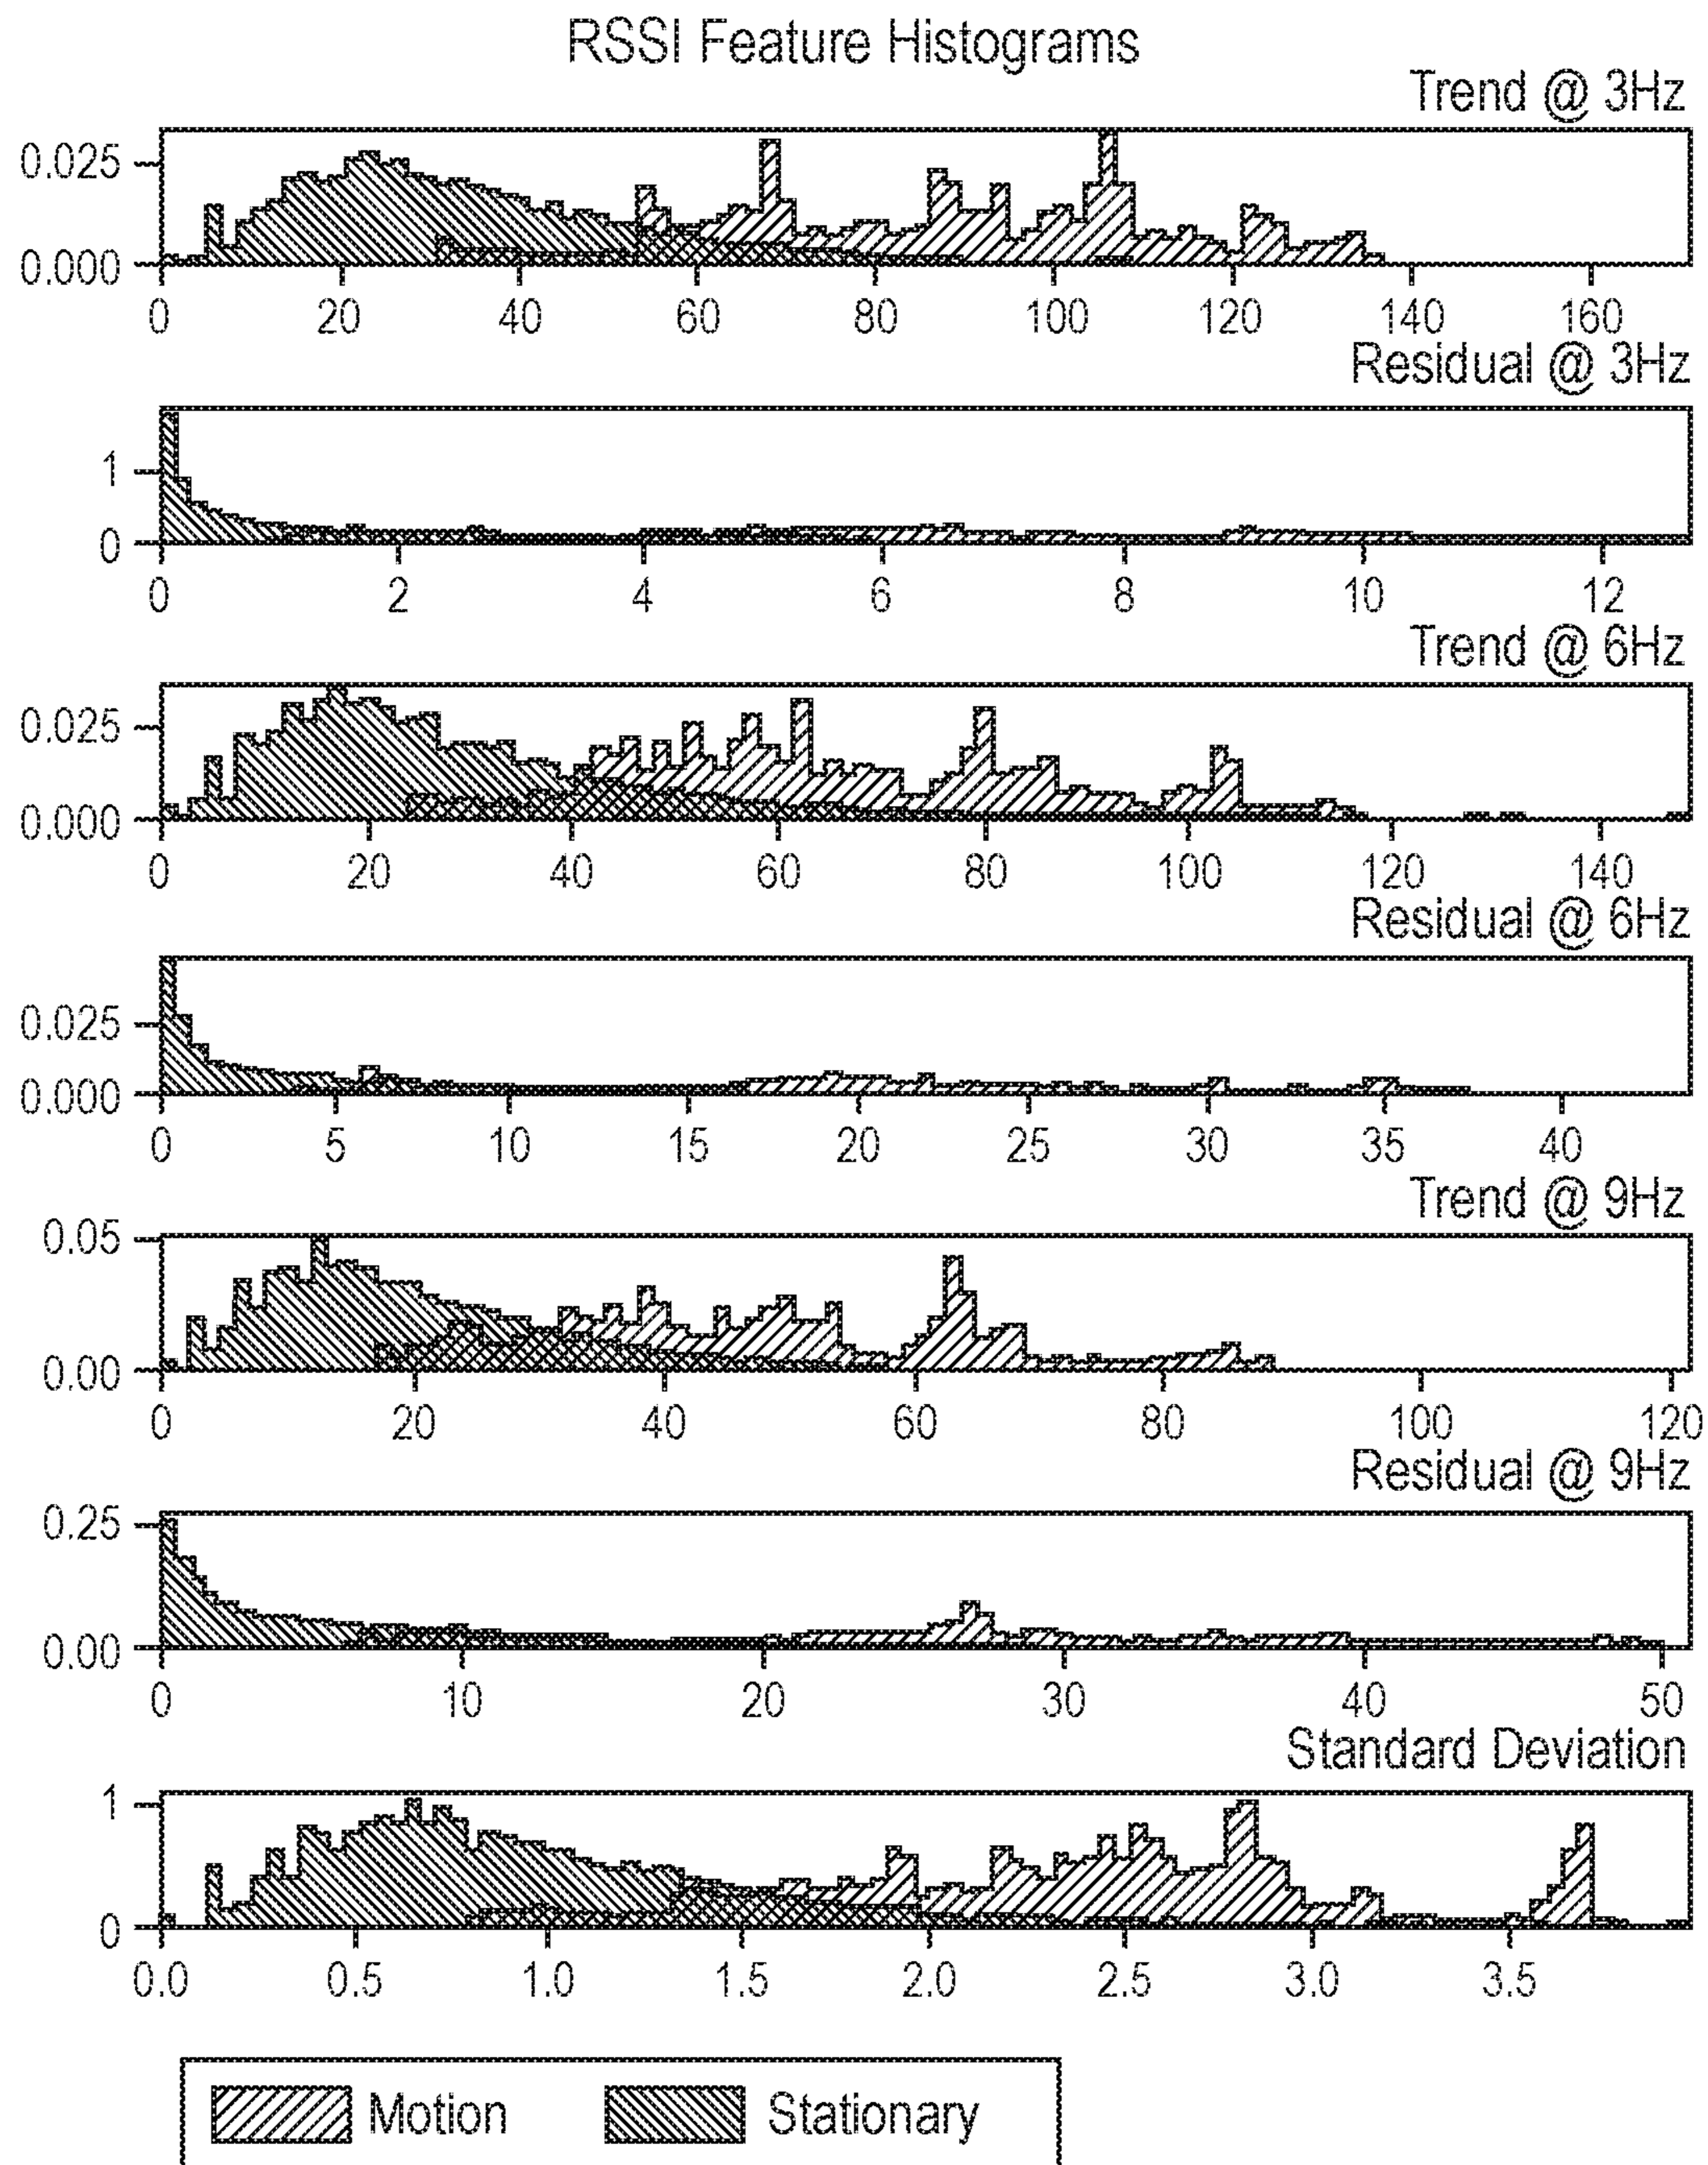 RSSI Feature Histograms
Trend @ 3Hz
0.025
0.000
0 20 40 60 80 100 120 140 160
Residual @ 3Hz
1
0
0 2 4 6 8 10 12
Trend @ 6Hz
0.025
0.000
0 20 40 60 80 100 120 140
Residual @ 6Hz
0.025
0.000
0 5 10 15 20 25 30 35 40
Trend @ 9Hz
0.05
0.00
0 20 40 60 80 100 120
Residual @ 9Hz
0.25
0.00
0 10 20 30 40 50
Standard Deviation
1
0
0.0 0.5 1.0 1.5 2.0 2.5 3.0 3.5
Motion Stationary